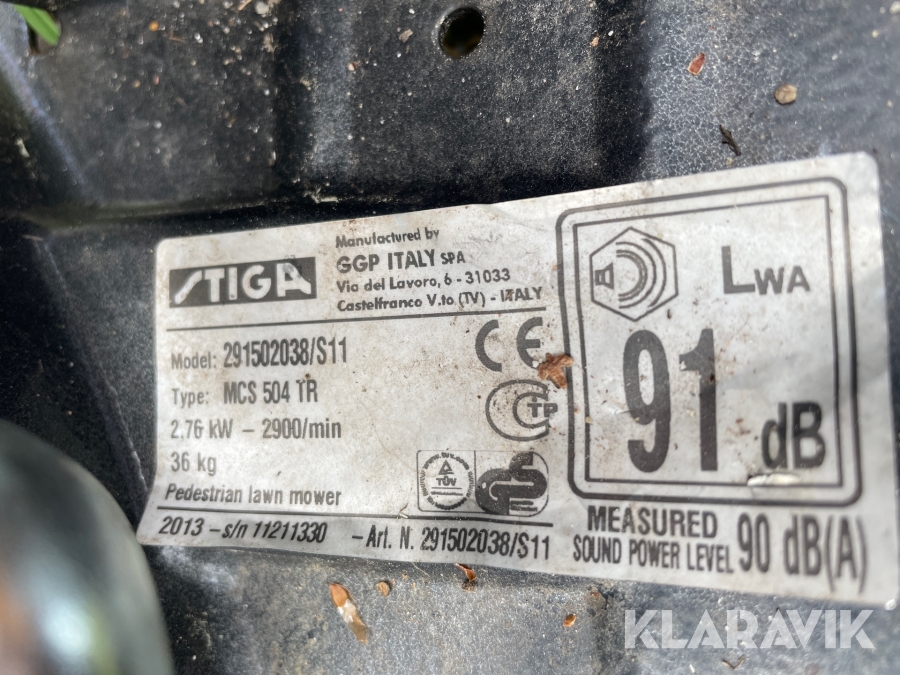 STIGA
Manufactured by
GGP ITALY SPA
Via del Lavoro, 6 - 31033
Castelfranco V.to (TV) - ITALY
Model: 291502038/S11
Type: MCS 504 TR
2.76 kW - 2900/min
36 kg
Pedestrian lawn mower
2013 - s/n 11211330 - Art. N. 291502038/S11
CE
CTP
TÜV
GS
LWA
91 dB
MEASURED
SOUND POWER LEVEL 90 dB(A)
KLARAVIK